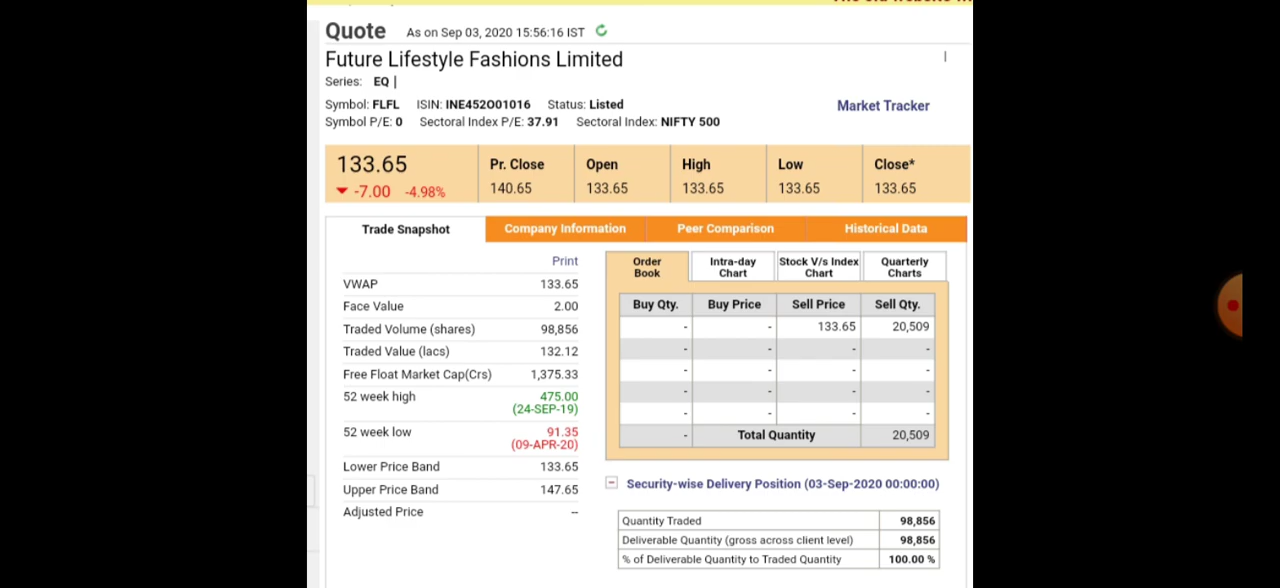 Quote As on Sep 03, 2020 15:56:16 IST
Future Lifestyle Fashions Limited
Series: EQ |
Symbol: FLFL ISIN: INE452O01016 Status: Listed
Market Tracker
Symbol P/E: 0 Sectoral Index P/E: 37.91 Sectoral Index: NIFTY 500
133.65 Pr. Close Open High Low Close*
-7.00 -4.98% 140.65 133.65 133.65 133.65 133.65
Trade Snapshot Company Information Peer Comparison Historical Data
Print
VWAP 133.65
Face Value 2.00
Traded Volume (shares) 98,856
Traded Value (lacs) 132.12
Free Float Market Cap(Crs) 1,375.33
52 week high 475.00
(24-SEP-19)
52 week low 91.35
(09-APR-20)
Lower Price Band 133.65
Upper Price Band 147.65
Adjusted Price --
Order Book Intra-day Chart Stock V/s Index Chart Quarterly Charts
Buy Qty. Buy Price Sell Price Sell Qty.
- - 133.65 20,509
- - - -
- - - -
- - - -
- - - -
- Total Quantity 20,509
Security-wise Delivery Position (03-Sep-2020 00:00:00)
Quantity Traded 98,856
Deliverable Quantity (gross across client level) 98,856
% of Deliverable Quantity to Traded Quantity 100.00 %